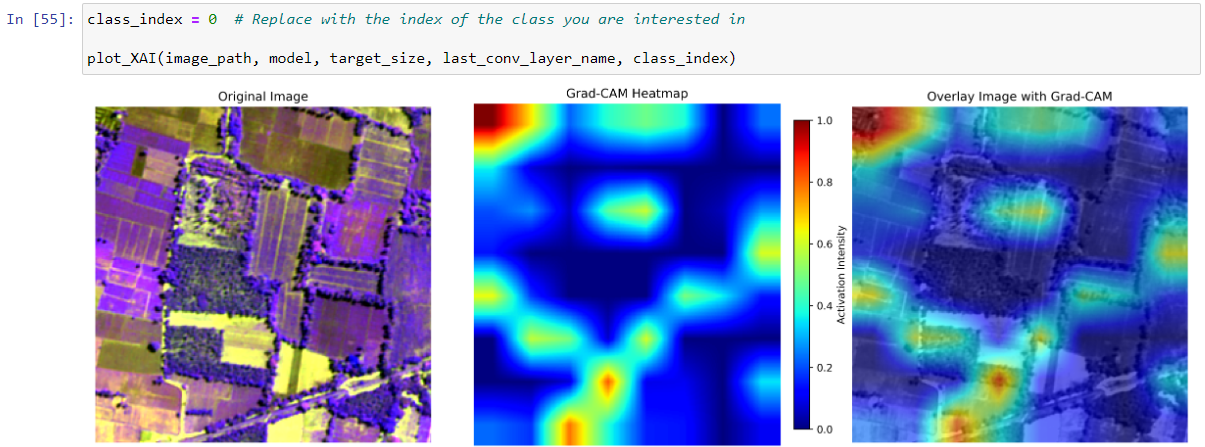 In [55]: class_index = 0  # Replace with the index of the class you are interested in
plot_XAI(image_path, model, target_size, last_conv_layer_name, class_index)
Original Image
Grad-CAM Heatmap
Overlay Image with Grad-CAM
1.0
0.8
0.6
0.4
0.2
0.0
Activation Intensity